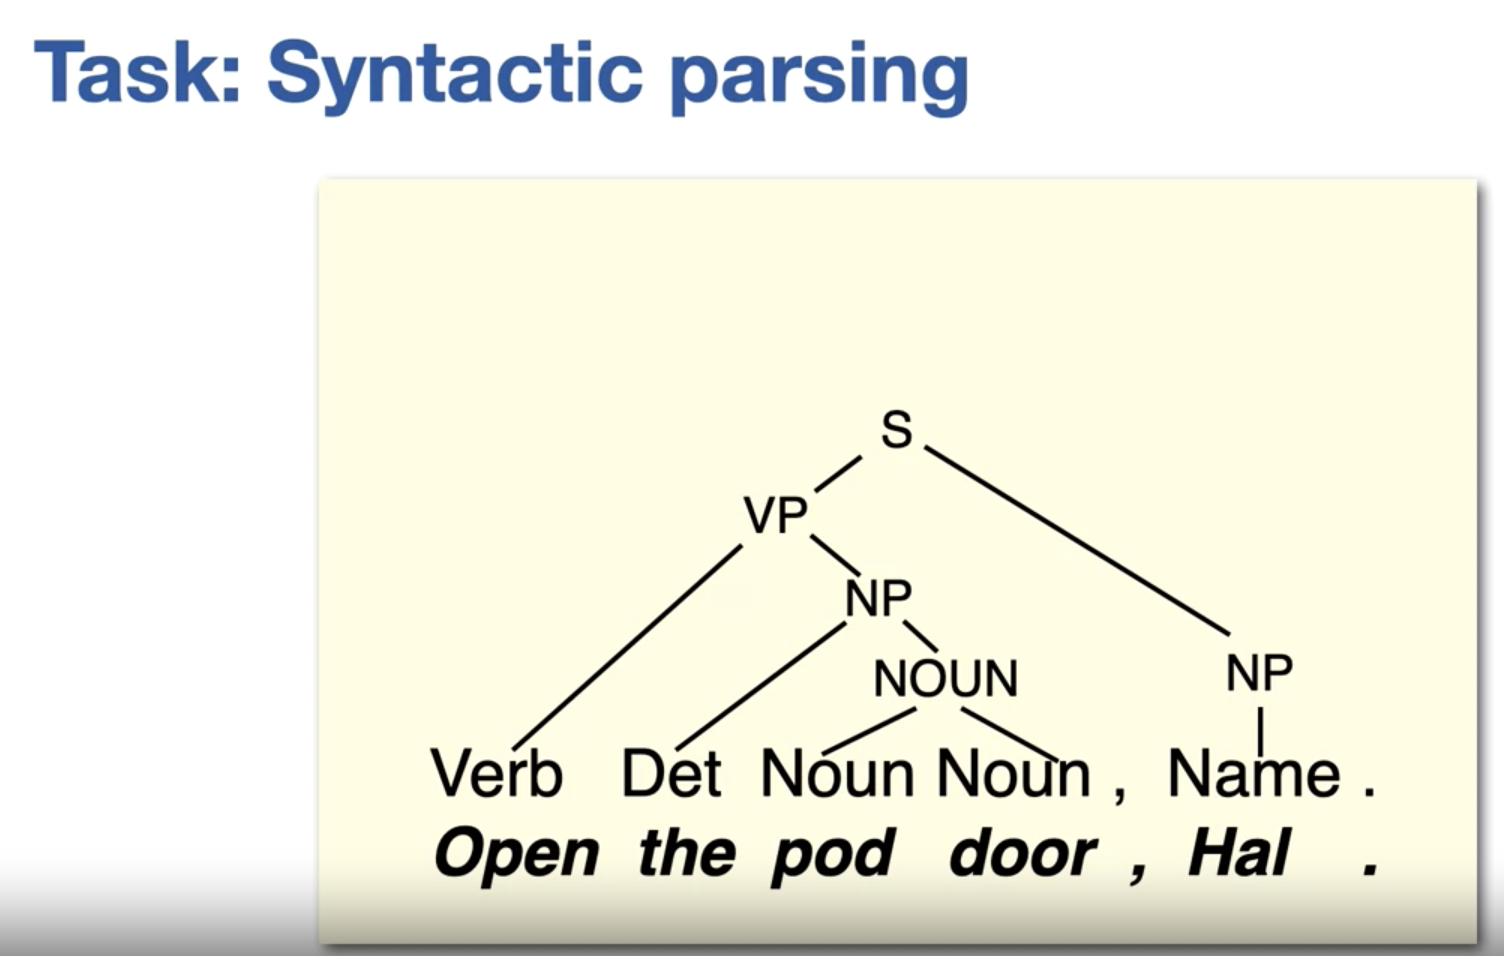 Task: Syntactic parsing
S
VP
NP
NOUN
NP
Verb Det Noun Noun , Name .
Open the pod door , Hal .